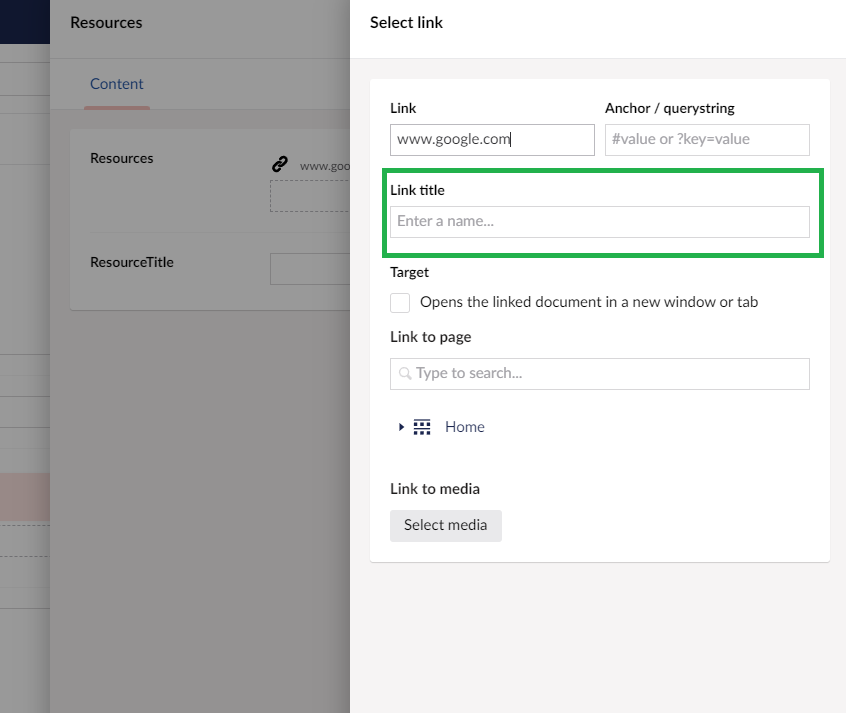 Resources
Content
Resources
www.goo
ResourceTitle
Select link
Link
Anchor / querystring
www.google.com
#value or ?key=value
Link title
Enter a name...
Target
Opens the linked document in a new window or tab
Link to page
Type to search...
Home
Link to media
Select media